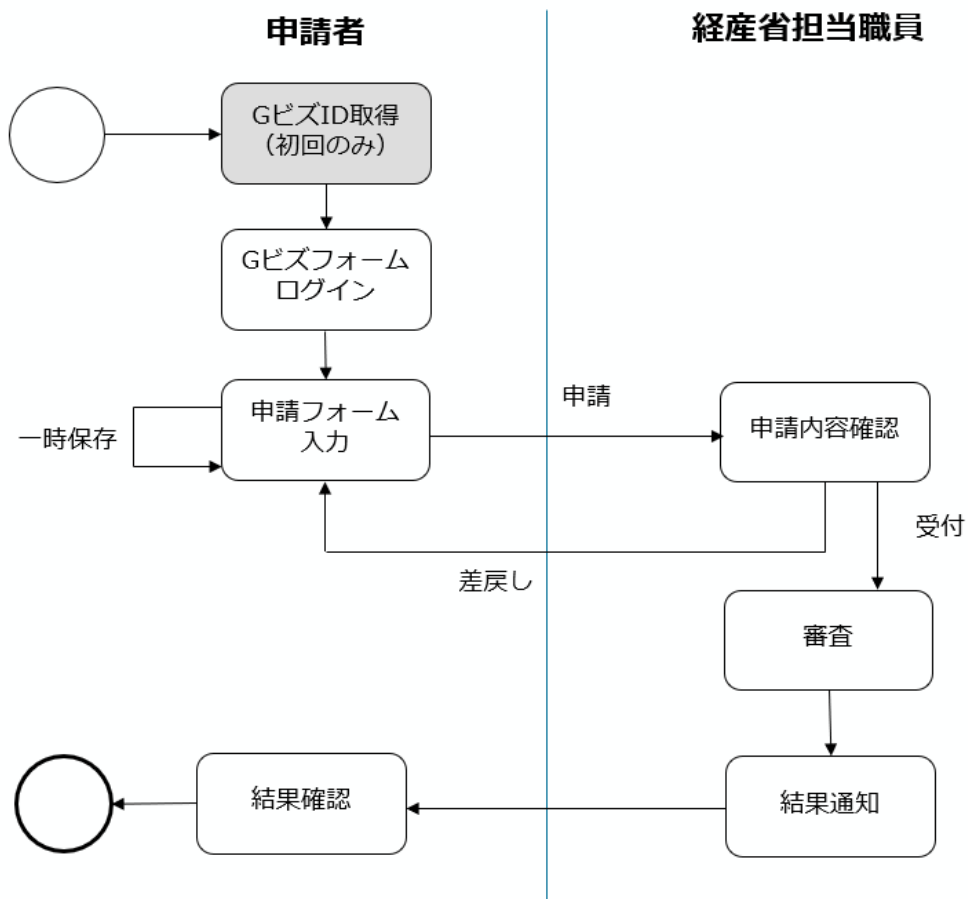 申請者
経産省担当職員
GビズID取得
（初回のみ）
Gビズフォーム
ログイン
申請フォーム
入力
一時保存
申請
申請内容確認
受付
差戻し
審査
結果確認
結果通知